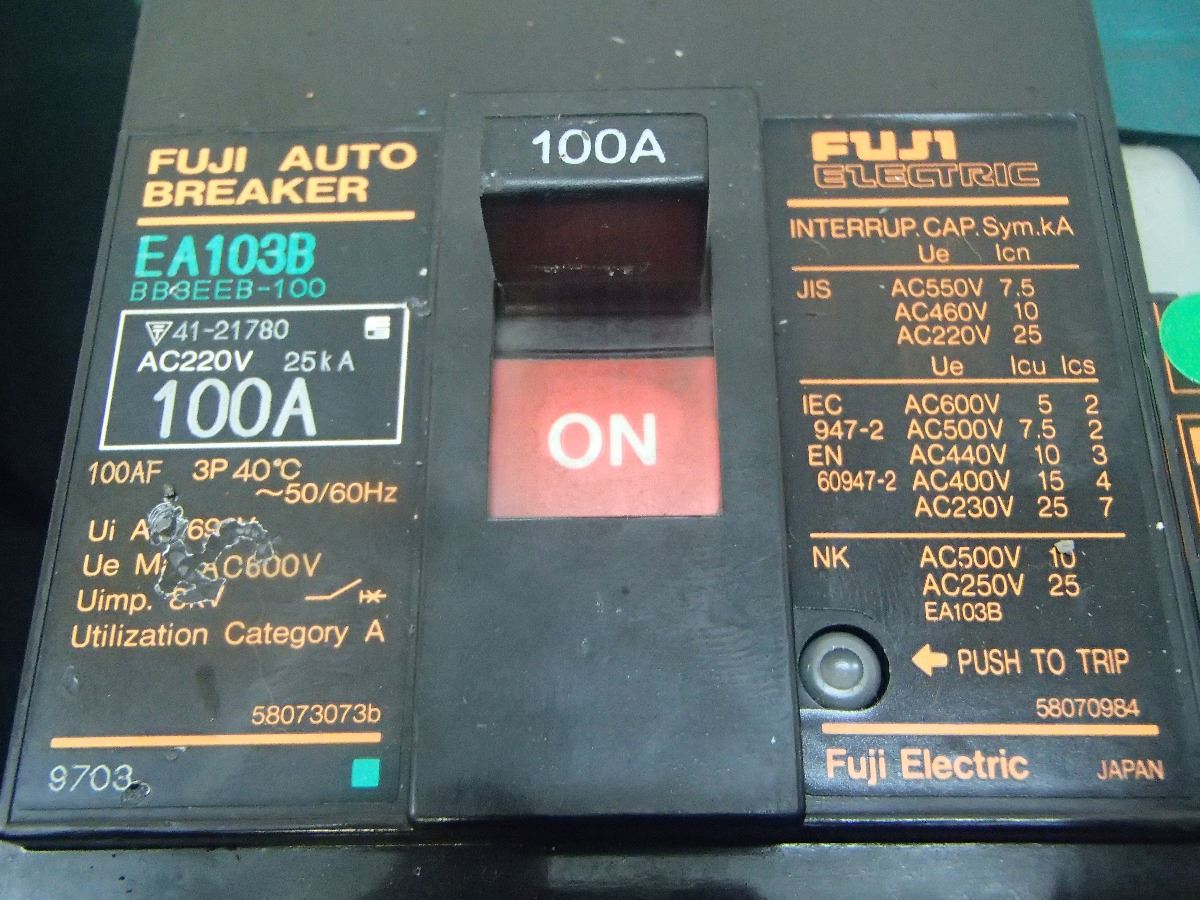 FUJI AUTO
BREAKER
EA103B
BB3EEB-100
41-21780
AC220V 25kA
100A
100AF 3P 40°C
~50/60Hz
Ui
Ue AC600V
Uimp.
Utilization Category A
58073073b
9703
100A
ON
FUJI
ELECTRIC
INTERRUP. CAP. Sym.kA
Ue Icn
JIS AC550V 7.5
AC460V 10
AC220V 25
Ue Icu Ics
IEC AC600V 5 2
947-2 AC500V 7.5 2
EN AC440V 10 3
60947-2 AC400V 15 4
AC230V 25 7
NK AC500V 10
AC250V 25
EA103B
PUSH TO TRIP
58070984
Fuji Electric JAPAN